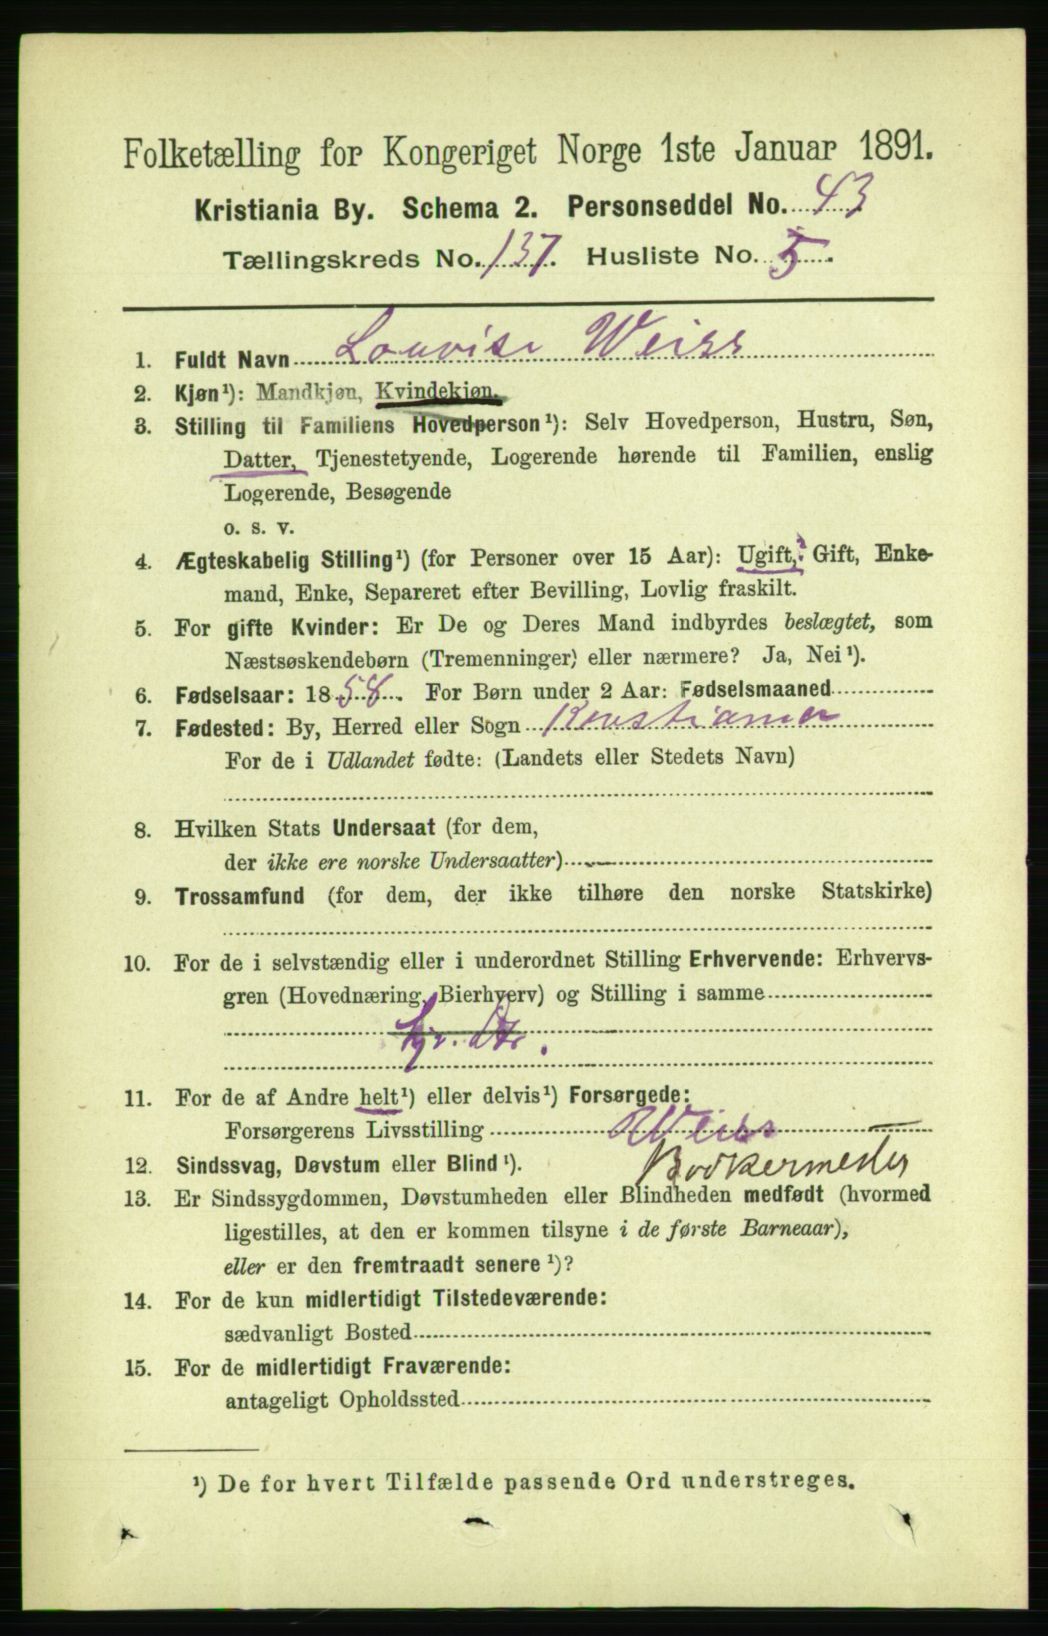 Folketælling for Kongeriget Norge 1ste Januar 1891.
Kristiania By. Schema 2. Personseddel No. 43
Tællingskreds No. 137. Husliste No. 5.
1. Fuldt Navn Louvise Weiss
2. Kjøn¹): Mandkjøn, Kvindekjøn.
3. Stilling til Familiens Hovedperson¹): Selv Hovedperson, Hustru, Søn,
Datter, Tjenestetyende, Logerende hørende til Familien, enslig
Logerende, Besøgende
o. s. v.
4. Ægteskabelig Stilling¹) (for Personer over 15 Aar): Ugift, Gift, Enke-
mand, Enke, Separeret efter Bevilling, Lovlig fraskilt.
5. For gifte Kvinder: Er De og Deres Mand indbyrdes beslægtet, som
Næstsøskendebørn (Tremenninger) eller nærmere? Ja, Nei¹).
6. Fødselsaar: 1858. For Børn under 2 Aar: Fødselsmaaned
7. Fødested: By, Herred eller Sogn Kristiania
For de i Udlandet fødte: (Landets eller Stedets Navn)
8. Hvilken Stats Undersaat (for dem,
der ikke ere norske Undersaatter)
9. Trossamfund (for dem, der ikke tilhøre den norske Statskirke)
10. For de i selvstændig eller i underordnet Stilling Erhvervende: Erhvervs-
gren (Hovednæring, Bierhverv) og Stilling i samme
11. For de af Andre helt¹) eller delvis¹) Forsørgede:
Forsørgerens Livsstilling Weiss
Bødkermester
12. Sindssvag, Døvstum eller Blind¹).
13. Er Sindssygdommen, Døvstumheden eller Blindheden medfødt (hvormed
ligestilles, at den er kommen tilsyne i de første Barneaar),
eller er den fremtraadt senere¹)?
14. For de kun midlertidigt Tilstedeværende:
sædvanligt Bosted
15. For de midlertidigt Fraværende:
antageligt Opholdssted
¹) De for hvert Tilfælde passende Ord understreges.